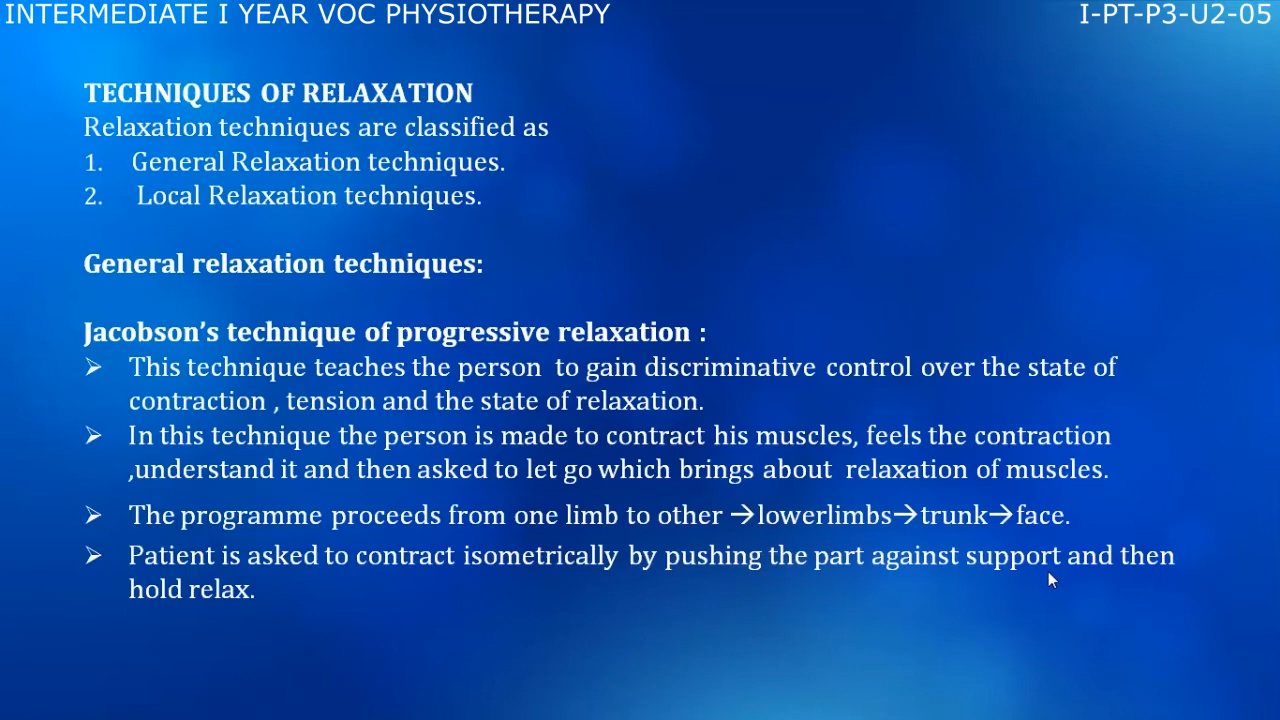 INTERMEDIATE I YEAR VOC PHYSIOTHERAPY
I-PT-P3-U2-05
TECHNIQUES OF RELAXATION
Relaxation techniques are classified as
1. General Relaxation techniques.
2. Local Relaxation techniques.
General relaxation techniques:
Jacobson’s technique of progressive relaxation :
➢ This technique teaches the person to gain discriminative control over the state of
contraction , tension and the state of relaxation.
➢ In this technique the person is made to contract his muscles, feels the contraction
,understand it and then asked to let go which brings about relaxation of muscles.
➢ The programme proceeds from one limb to other →lowerlimbs→trunk→face.
➢ Patient is asked to contract isometrically by pushing the part against support and then
hold relax.